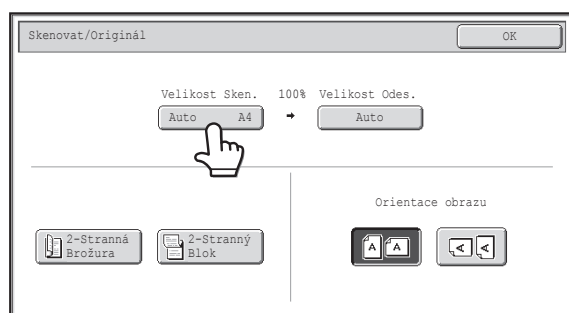 Skenovat/Originál
OK
Velikost Sken. 100% Velikost Odes.
Auto A4 Auto
Orientace obrazu
2-Stranná
Brožura
2-Stranný
Blok
A A A A